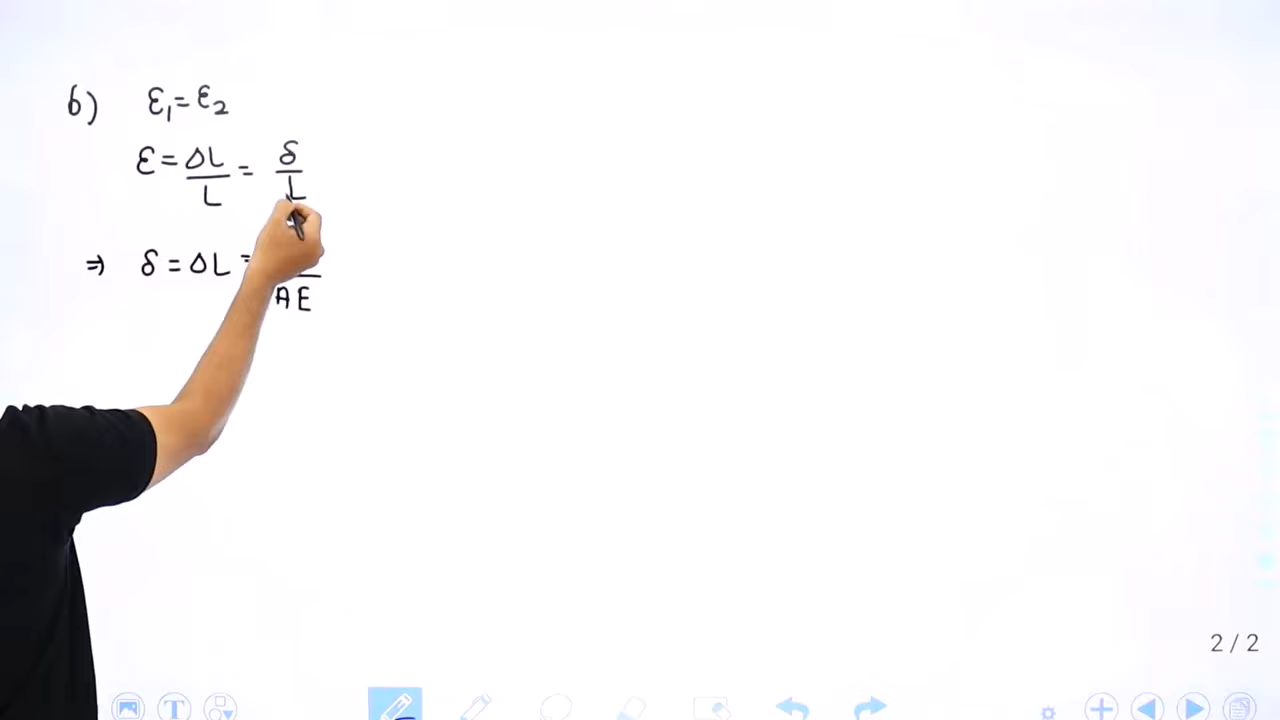 b) ε₁ = ε₂
ε = ΔL/L = δ/L
⇒ δ = ΔL = /AE
2 / 2
T